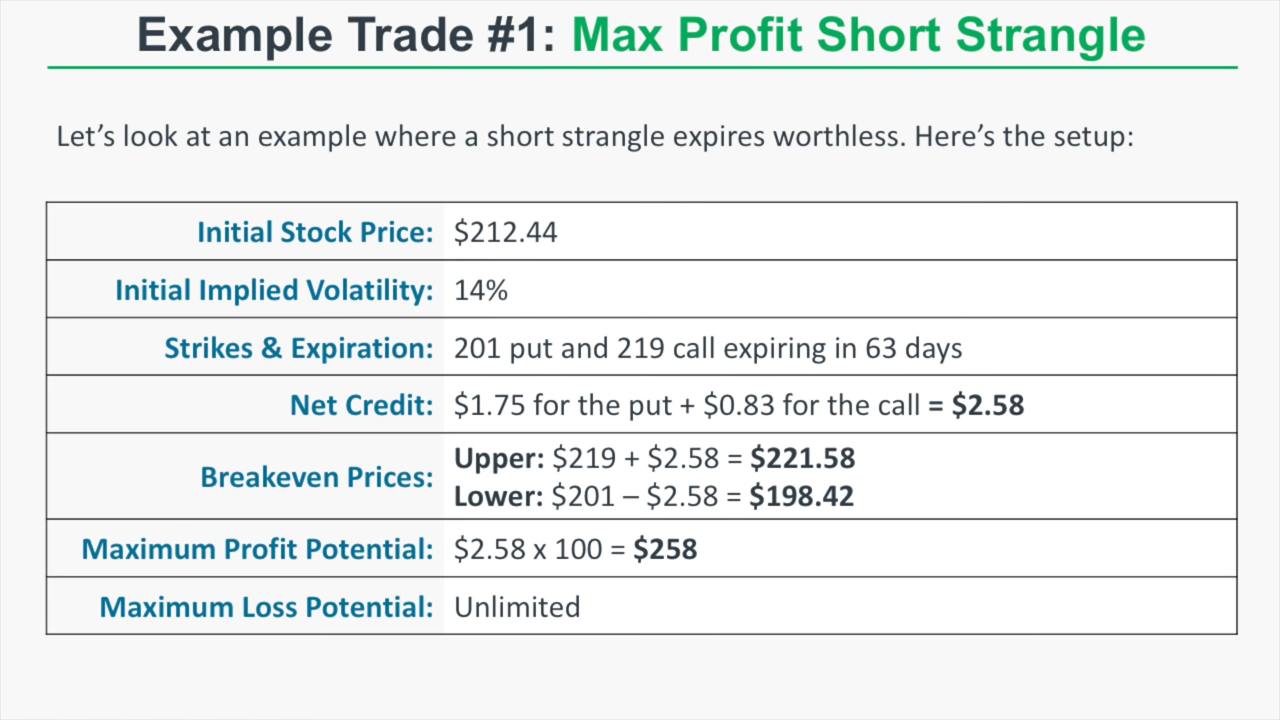 Example Trade #1: Max Profit Short Strangle
Let’s look at an example where a short strangle expires worthless. Here’s the setup:
Initial Stock Price: $212.44
Initial Implied Volatility: 14%
Strikes & Expiration: 201 put and 219 call expiring in 63 days
Net Credit: $1.75 for the put + $0.83 for the call = $2.58
Breakeven Prices: Upper: $219 + $2.58 = $221.58
Lower: $201 – $2.58 = $198.42
Maximum Profit Potential: $2.58 x 100 = $258
Maximum Loss Potential: Unlimited